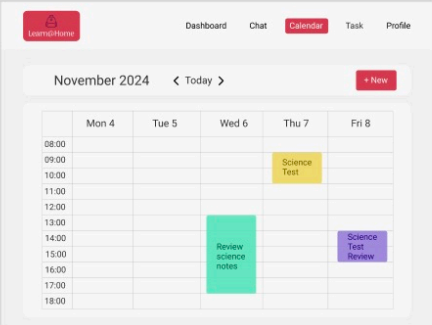 Learn@Home
Dashboard Chat Calendar Task Profile
November 2024 < Today > + New
Mon 4 Tue 5 Wed 6 Thu 7 Fri 8
08:00
09:00
10:00
11:00
12:00
13:00
14:00
15:00
16:00
17:00
18:00
Science
Test
Review
science
notes
Science
Test
Review